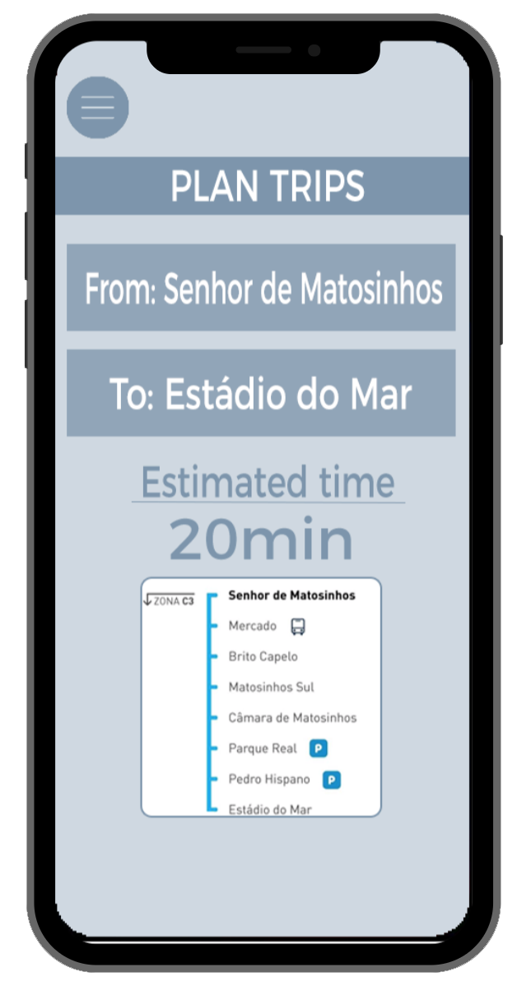 PLAN TRIPS
From: Senhor de Matosinhos
To: Estádio do Mar
Estimated time
20min
ZONA C3
Senhor de Matosinhos
Mercado
Brito Capelo
Matosinhos Sul
Câmara de Matosinhos
Parque Real P
Pedro Hispano P
Estádio do Mar